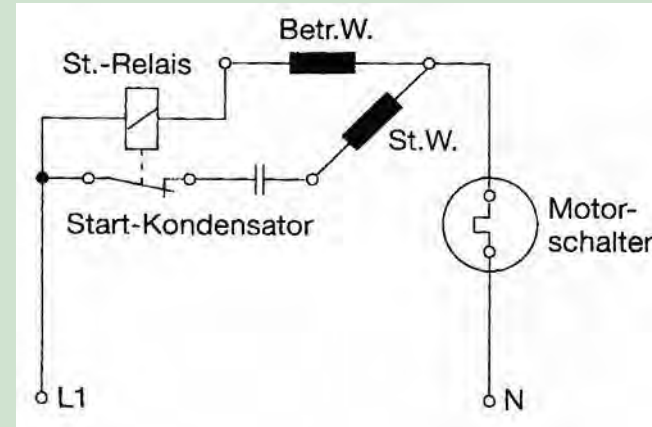 Betr.W.
St.-Relais
St.W.
Start-Kondensator
Motor-
schalter
L1
N